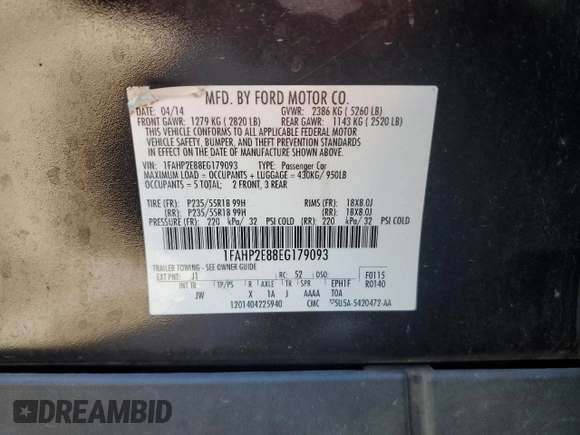 MFD. BY FORD MOTOR CO.
DATE: 04/14 GVWR: 2386 KG ( 5260 LB)
FRONT GAWR: 1279 KG ( 2820 LB) REAR GAWR: 1143 KG ( 2520 LB)
THIS VEHICLE CONFORMS TO ALL APPLICABLE FEDERAL MOTOR
VEHICLE SAFETY, BUMPER, AND THEFT PREVENTION STANDARDS
IN EFFECT ON THE DATE OF MANUFACTURE SHOWN ABOVE.
VIN: 1FAHP2E88EG179093 TYPE: Passenger Car
MAXIMUM LOAD = OCCUPANTS + LUGGAGE = 430KG/ 950LB
OCCUPANTS = 5 TOTAL: 2 FRONT, 3 REAR
TIRE (FR): P235/55R18 99H RIMS (FR): 18X8.0J
(RR): P235/55R18 99H (RR): 18X8.0J
PRESSURE (FR): 220 kPa/ 32 PSI COLD (RR): 220 kPa/ 32 PSI COLD
1FAHP2E88EG179093
TRAILER TOWING - SEE OWNER GUIDE
EXT PNT: J1 RC: 52 DSO: F0115
INT TR TP/PS R AXLE TR SPR EPH1F R0140
JW X 1A J AAAA TOA
1201404225940 CMC 5U5A-5420472-AA
DREAMBID